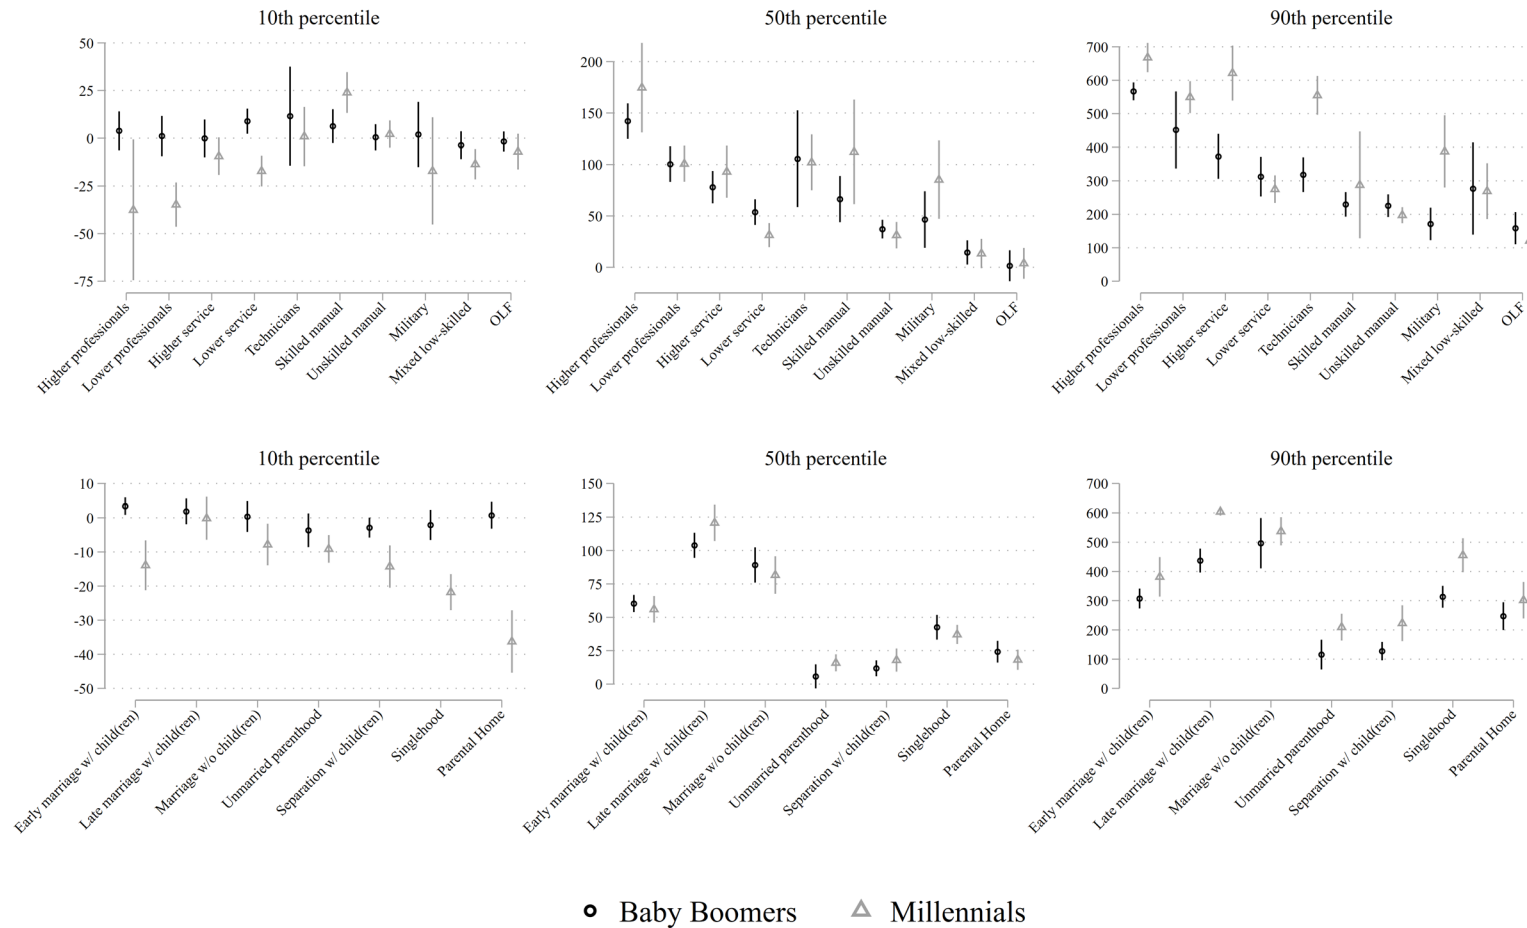 10th percentile 50th percentile 90th percentile
50 25 0 -25 -50 -75
Higher professionals Lower professionals Higher service Lower service Technicians Skilled manual Unskilled manual Military Mixed low-skilled OLF
200 150 100 50 0
Higher professionals Lower professionals Higher service Lower service Technicians Skilled manual Unskilled manual Military Mixed low-skilled OLF
700 600 500 400 300 200 100 0
Higher professionals Lower professionals Higher service Lower service Technicians Skilled manual Unskilled manual Military Mixed low-skilled OLF
10th percentile 50th percentile 90th percentile
10 0 -10 -20 -30 -40 -50
Early marriage w/ child(ren) Late marriage w/ child(ren) Marriage w/o child(ren) Unmarried parenthood Separation w/ child(ren) Singlehood Parental Home
150 125 100 75 50 25 0
Early marriage w/ child(ren) Late marriage w/ child(ren) Marriage w/o child(ren) Unmarried parenthood Separation w/ child(ren) Singlehood Parental Home
700 600 500 400 300 200 100 0
Early marriage w/ child(ren) Late marriage w/ child(ren) Marriage w/o child(ren) Unmarried parenthood Separation w/ child(ren) Singlehood Parental Home
Baby Boomers Millennials